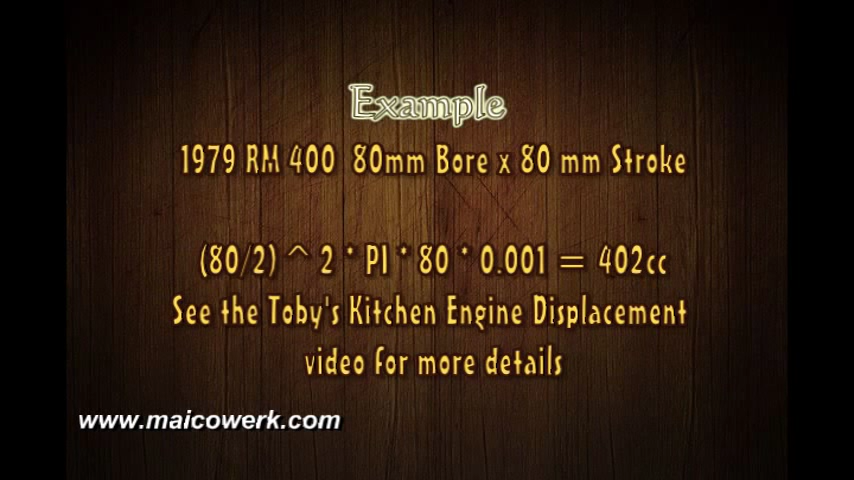 Example
1979 RM 400 80mm Bore x 80 mm Stroke
(80/2) ^ 2 * PI * 80 * 0.001 = 402cc
See the Toby's Kitchen Engine Displacement
video for more details
www.maicowerk.com